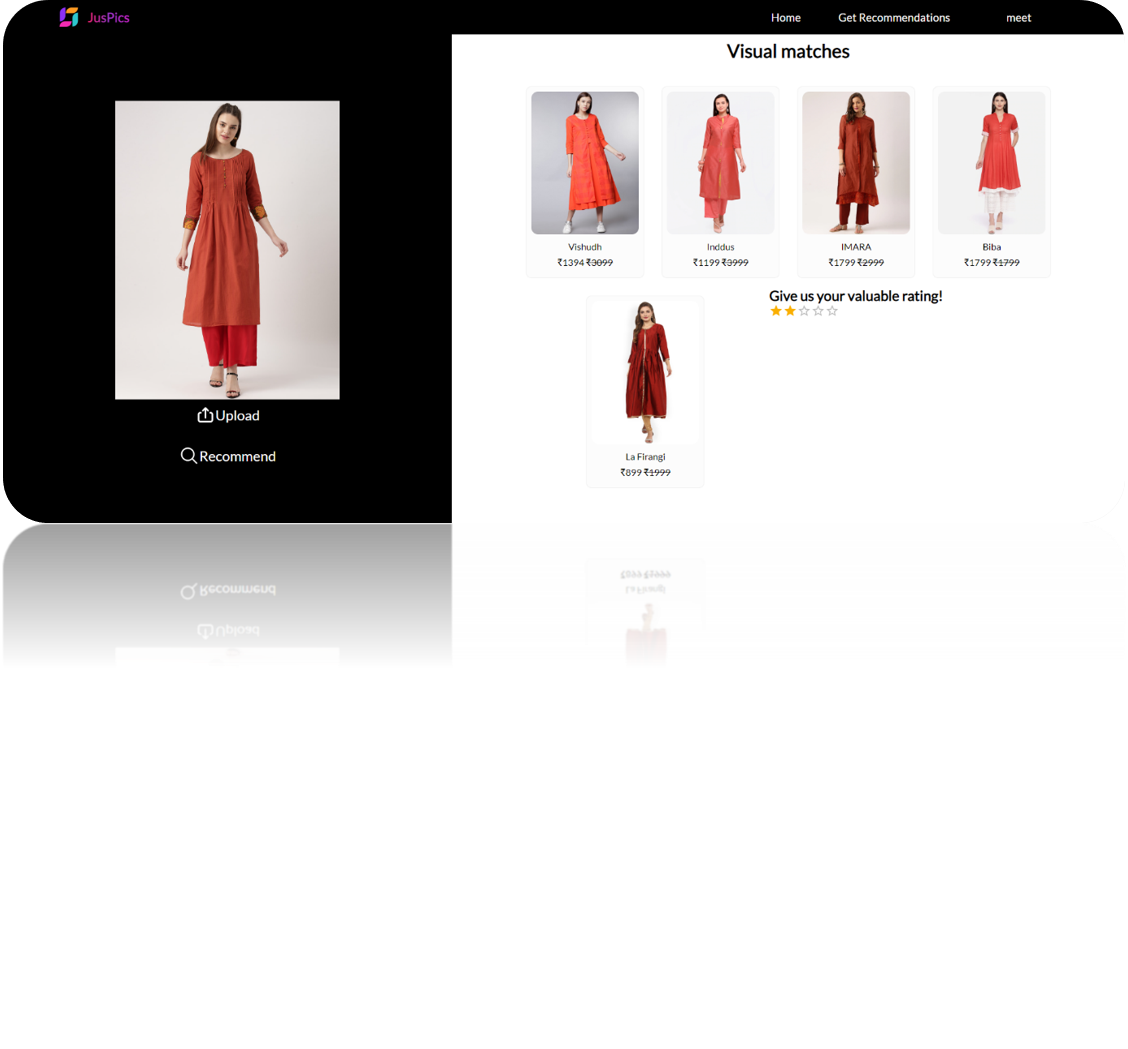 JusPics
Home
Get Recommendations
meet
Visual matches
Vishudh
₹1394 ₹3099
Inddus
₹1199 ₹3999
IMARA
₹1799 ₹2999
Biba
₹1799 ₹1799
Give us your valuable rating!
La Firangi
₹899 ₹1999
Upload
Recommend